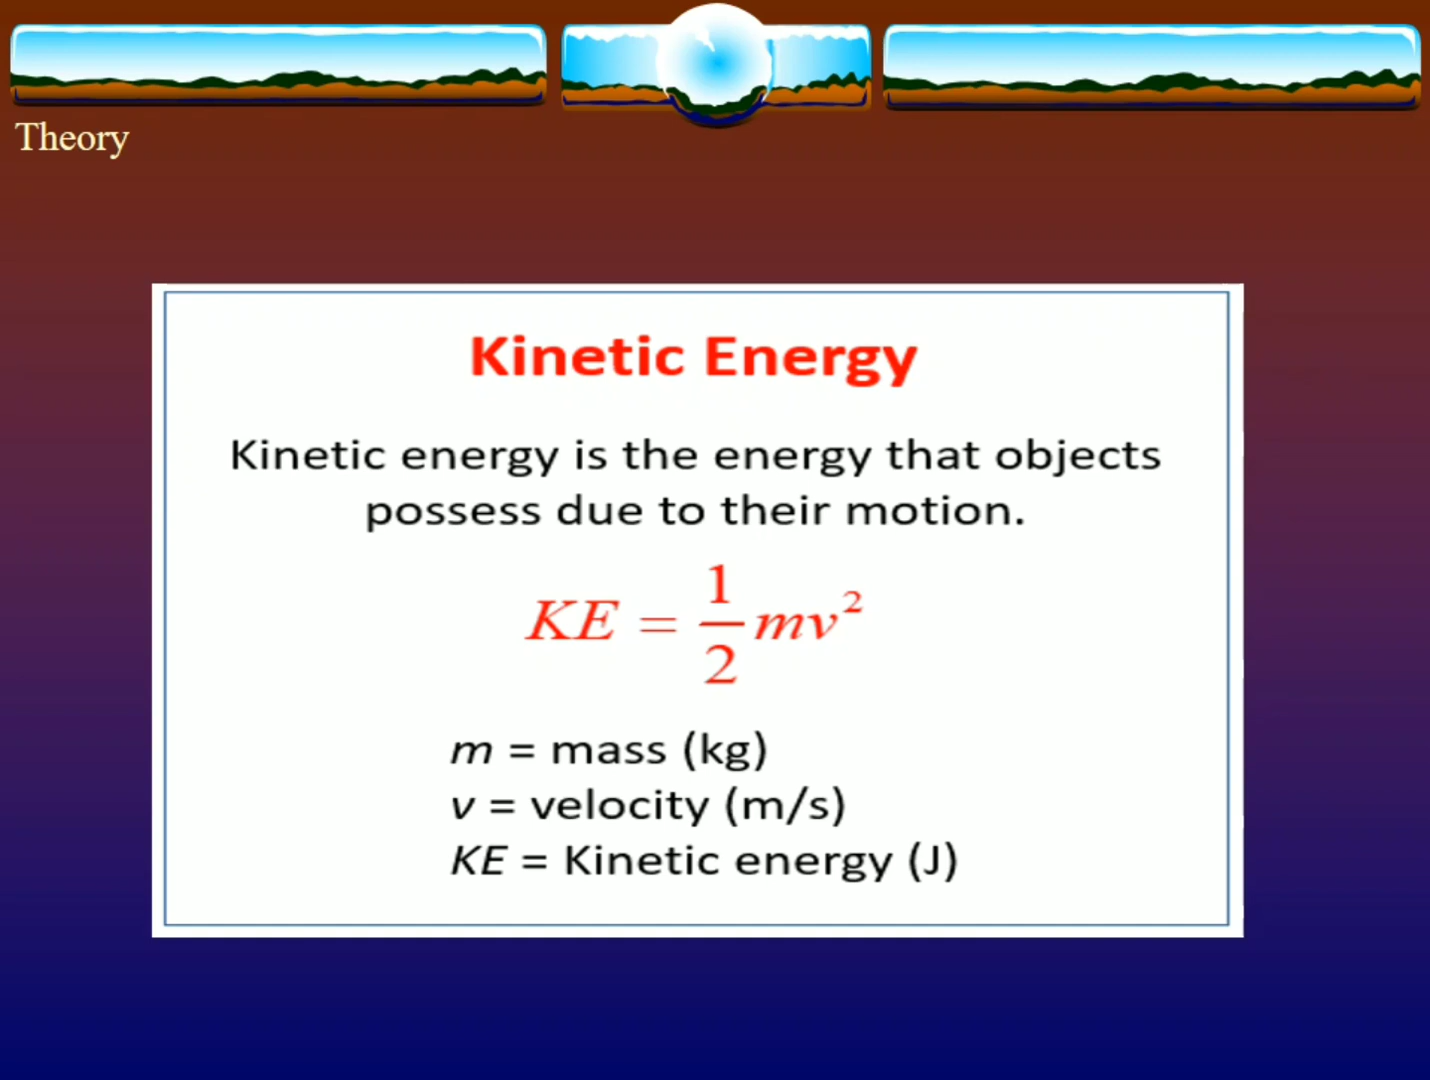 Theory
Kinetic Energy
Kinetic energy is the energy that objects
possess due to their motion.
KE = 1/2 mv²
m = mass (kg)
v = velocity (m/s)
KE = Kinetic energy (J)